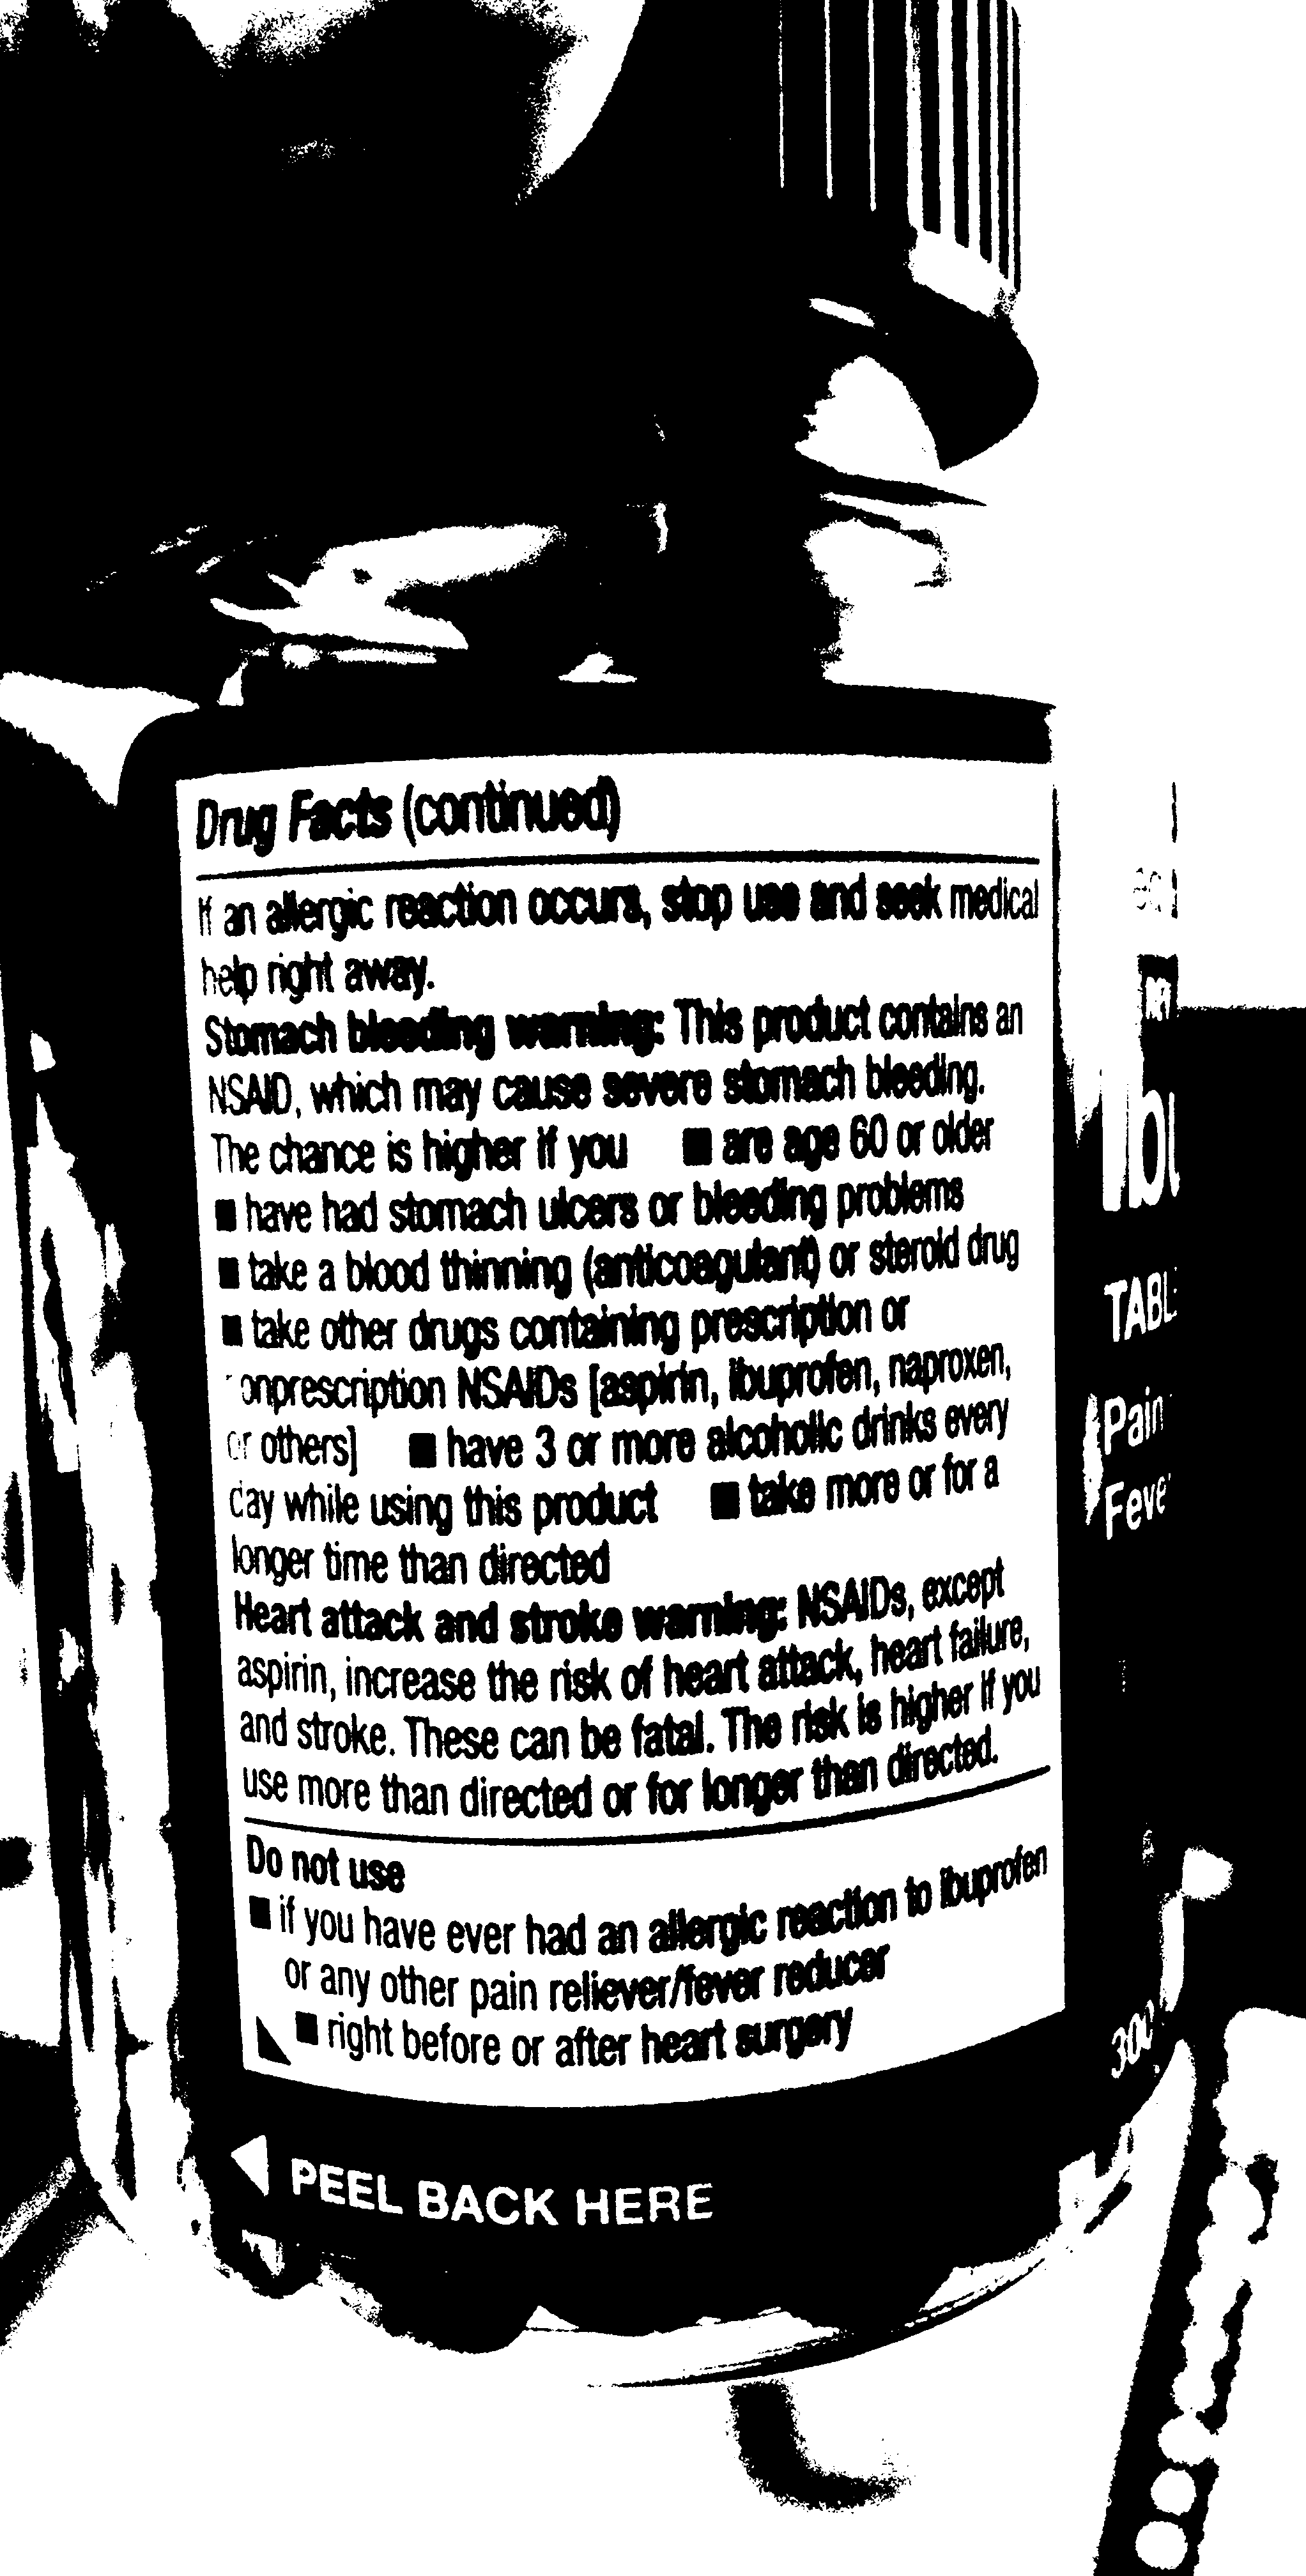 Drug Facts (continued)
If an allergic reaction occurs, stop use and seek medical
help right away.
Stomach bleeding warning: This product contains an
NSAID, which may cause severe stomach bleeding.
The chance is higher if you ■ are age 60 or older
■ have had stomach ulcers or bleeding problems
■ take a blood thinning (anticoagulant) or steroid drug
■ take other drugs containing prescription or
onprescription NSAIDs [aspirin, ibuprofen, naproxen,
or others] ■ have 3 or more alcoholic drinks every
day while using this product ■ take more or for a
longer time than directed
Heart attack and stroke warning: NSAIDs, except
aspirin, increase the risk of heart attack, heart failure,
and stroke. These can be fatal. The risk is higher if you
use more than directed or for longer than directed.
Do not use
■ if you have ever had an allergic reaction to ibuprofen
or any other pain reliever/fever reducer
■ right before or after heart surgery
PEEL BACK HERE
Ibu
TABL
Pain
Feve
300